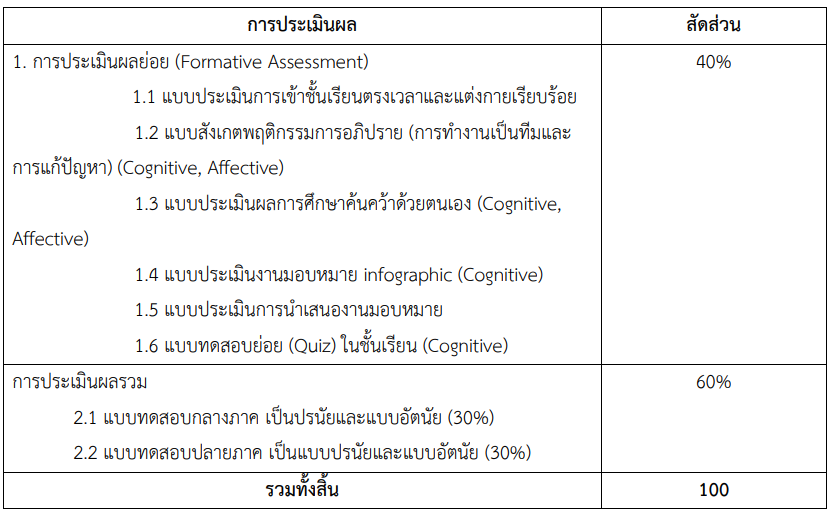 การประเมินผล สัดส่วน
1. การประเมินผลย่อย (Formative Assessment) 40%
1.1 แบบประเมินการเข้าชั้นเรียนตรงเวลาและแต่งกายเรียบร้อย
1.2 แบบสังเกตพฤติกรรมการอภิปราย (การทำงานเป็นทีมและ
การแก้ปัญหา) (Cognitive, Affective)
1.3 แบบประเมินผลการศึกษาค้นคว้าด้วยตนเอง (Cognitive,
Affective)
1.4 แบบประเมินงานมอบหมาย infographic (Cognitive)
1.5 แบบประเมินการนำเสนองานมอบหมาย
1.6 แบบทดสอบย่อย (Quiz) ในชั้นเรียน (Cognitive)
การประเมินผลรวม 60%
2.1 แบบทดสอบกลางภาค เป็นปรนัยและแบบอัตนัย (30%)
2.2 แบบทดสอบปลายภาค เป็นแบบปรนัยและแบบอัตนัย (30%)
รวมทั้งสิ้น 100